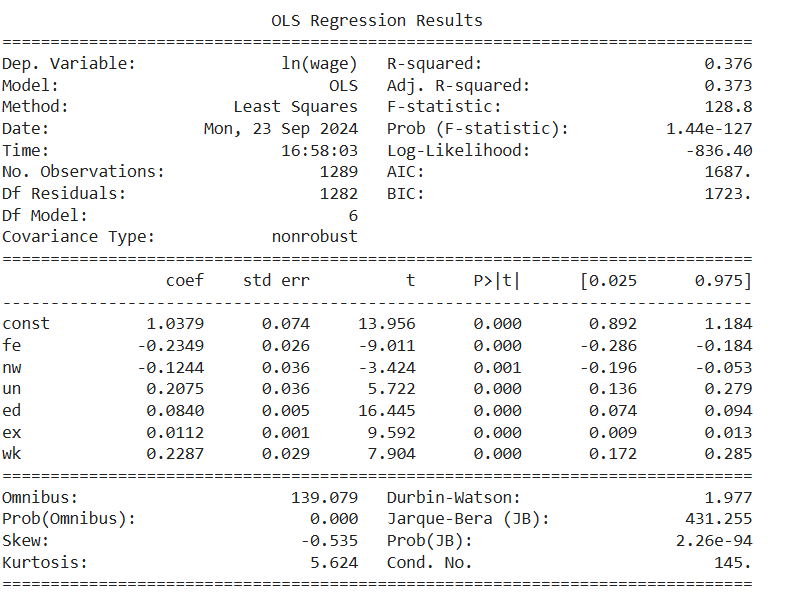 OLS Regression Results
==============================================================================
Dep. Variable:               ln(wage)   R-squared:                       0.376
Model:                            OLS   Adj. R-squared:                  0.373
Method:                 Least Squares   F-statistic:                     128.8
Date:                Mon, 23 Sep 2024   Prob (F-statistic):          1.44e-127
Time:                        16:58:03   Log-Likelihood:                -836.40
No. Observations:                1289   AIC:                             1687.
Df Residuals:                    1282   BIC:                             1723.
Df Model:                           6
Covariance Type:            nonrobust
==============================================================================
                 coef    std err          t      P>|t|      [0.025      0.975]
------------------------------------------------------------------------------
const          1.0379      0.074     13.956      0.000       0.892       1.184
fe            -0.2349      0.026     -9.011      0.000      -0.286      -0.184
nw            -0.1244      0.036     -3.424      0.001      -0.196      -0.053
un             0.2075      0.036      5.722      0.000       0.136       0.279
ed             0.0840      0.005     16.445      0.000       0.074       0.094
ex             0.0112      0.001      9.592      0.000       0.009       0.013
wk             0.2287      0.029      7.904      0.000       0.172       0.285
==============================================================================
Omnibus:                      139.079   Durbin-Watson:                   1.977
Prob(Omnibus):                  0.000   Jarque-Bera (JB):              431.255
Skew:                          -0.535   Prob(JB):                     2.26e-94
Kurtosis:                       5.624   Cond. No.                         145.
==============================================================================